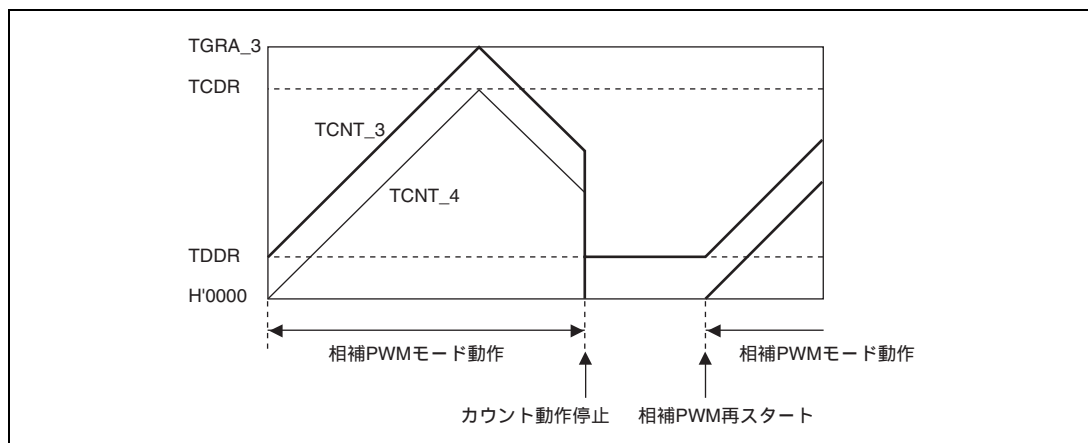 TGRA_3
TCDR
TCNT_3
TCNT_4
TDDR
H'0000
相補PWMモード動作
相補PWMモード動作
カウント動作停止
相補PWM再スタート